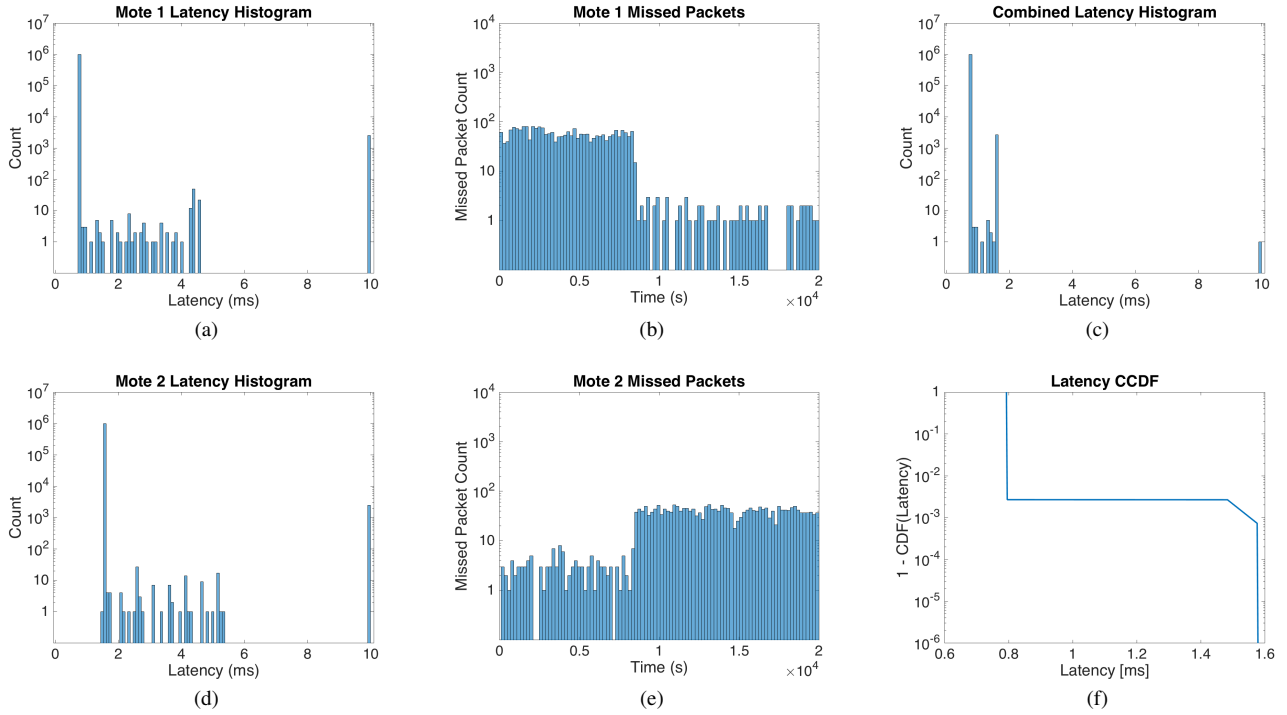 Mote 1 Latency Histogram
10^7
10^6
10^5
10^4
10^3
10^2
10
1
Count
0 2 4 6 8 10
Latency (ms)
(a)
Mote 1 Missed Packets
10^4
10^3
10^2
10
1
Missed Packet Count
0 0.5 1 1.5 2
Time (s)
×10^4
(b)
Combined Latency Histogram
10^7
10^6
10^5
10^4
10^3
10^2
10
1
Count
0 2 4 6 8 10
Latency (ms)
(c)
Mote 2 Latency Histogram
10^7
10^6
10^5
10^4
10^3
10^2
10
1
Count
0 2 4 6 8 10
Latency (ms)
(d)
Mote 2 Missed Packets
10^4
10^3
10^2
10
1
Missed Packet Count
0 0.5 1 1.5 2
Time (s)
×10^4
(e)
Latency CCDF
1
10^-1
10^-2
10^-3
10^-4
10^-5
10^-6
1 - CDF(Latency)
0.6 0.8 1 1.2 1.4 1.6
Latency [ms]
(f)